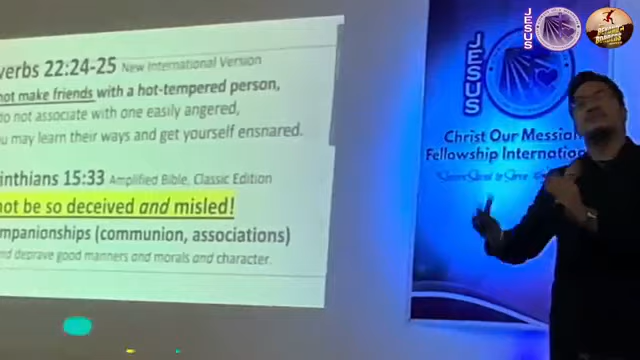 verbs 22:24-25 New International Version
not make friends with a hot-tempered person,
do not associate with one easily angered,
u may learn their ways and get yourself ensnared.
inthians 15:33 Amplified Bible, Classic Edition
not be so deceived and misled!
mpanionships (communion, associations)
nd deprave good manners and morals and character.
JESUS
Christ Our Messiah
Fellowship Internation
JESUS